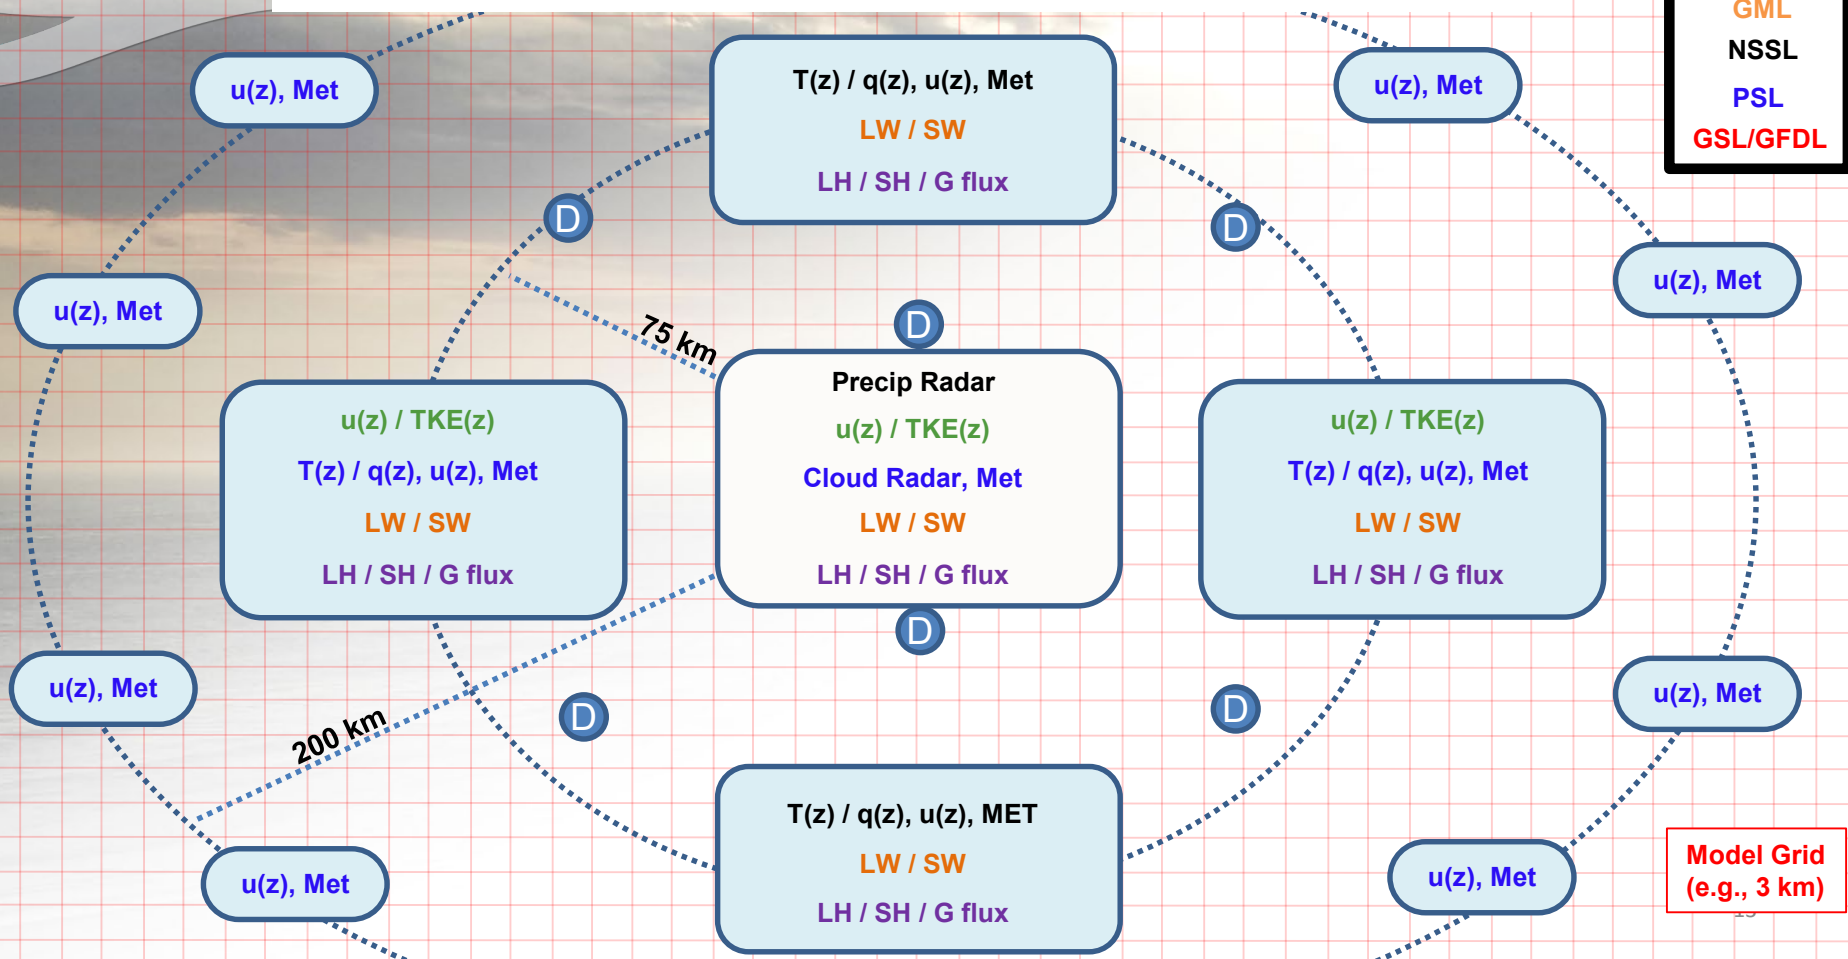 GML
NSSL
PSL
GSL/GFDL
u(z), Met
T(z) / q(z), u(z), Met
LW / SW
LH / SH / G flux
u(z), Met
D
D
u(z), Met
u(z), Met
D
75 km
u(z) / TKE(z)
T(z) / q(z), u(z), Met
LW / SW
LH / SH / G flux
Precip Radar
u(z) / TKE(z)
Cloud Radar, Met
LW / SW
LH / SH / G flux
u(z) / TKE(z)
T(z) / q(z), u(z), Met
LW / SW
LH / SH / G flux
D
u(z), Met
u(z), Met
D
D
200 km
T(z) / q(z), u(z), MET
LW / SW
LH / SH / G flux
u(z), Met
u(z), Met
Model Grid
(e.g., 3 km)